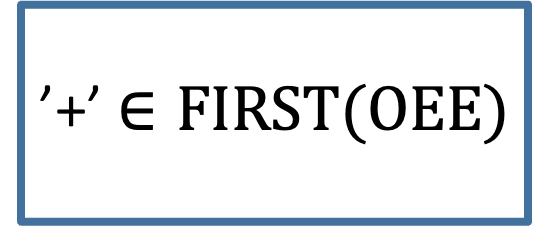 ’+’ ∈ FIRST(OEE)